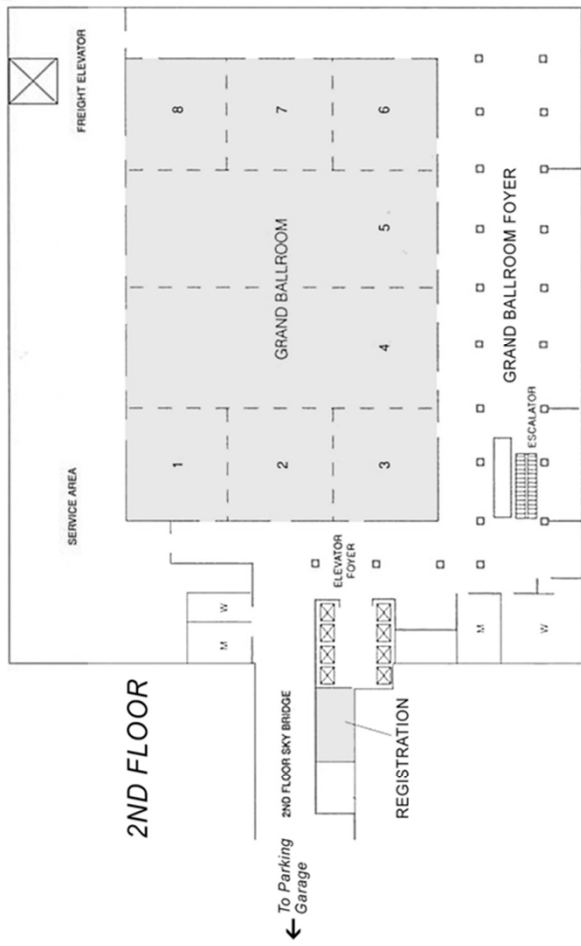 2ND FLOOR
← To Parking
Garage
2ND FLOOR SKY BRIDGE
REGISTRATION
M
W
M
W
SERVICE AREA
FREIGHT ELEVATOR
ELEVATOR
FOYER
GRAND BALLROOM
1
2
3
4
5
6
7
8
ESCALATOR
GRAND BALLROOM FOYER